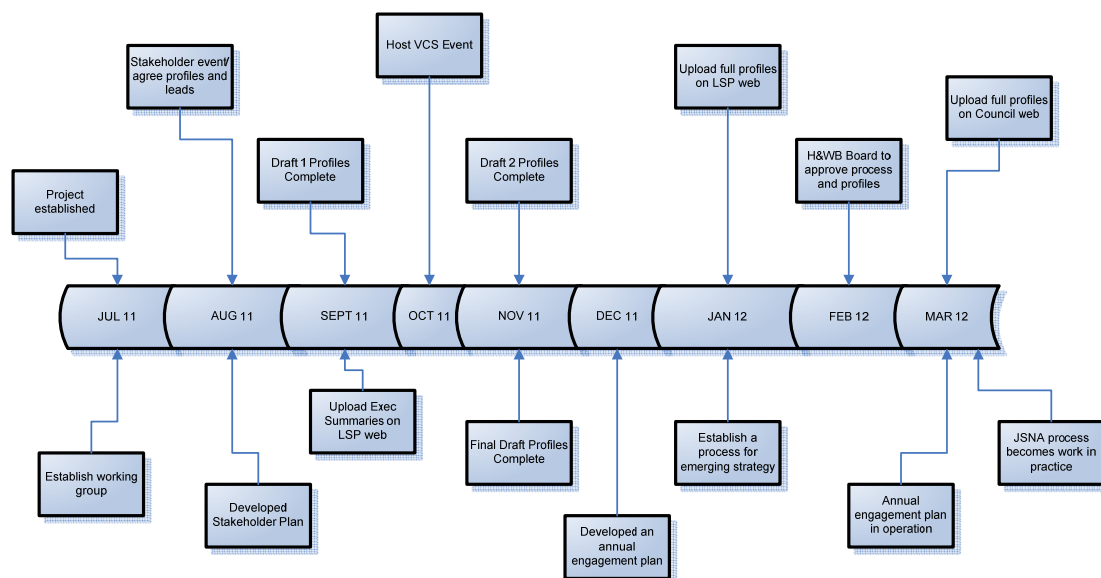 Host VCS Event
Stakeholder event/
agree profiles and
leads
Upload full profiles
on LSP web
Upload full profiles
on Council web
Draft 1 Profiles
Complete
Draft 2 Profiles
Complete
H&WB Board to
approve process
and profiles
Project
established
JUL 11
AUG 11
SEPT 11
OCT 11
NOV 11
DEC 11
JAN 12
FEB 12
MAR 12
Upload Exec
Summaries on
LSP web
Final Draft Profiles
Complete
Establish a
process for
emerging strategy
JSNA process
becomes work in
practice
Establish working
group
Developed
Stakeholder Plan
Annual
engagement plan
in operation
Developed an
annual
engagement plan